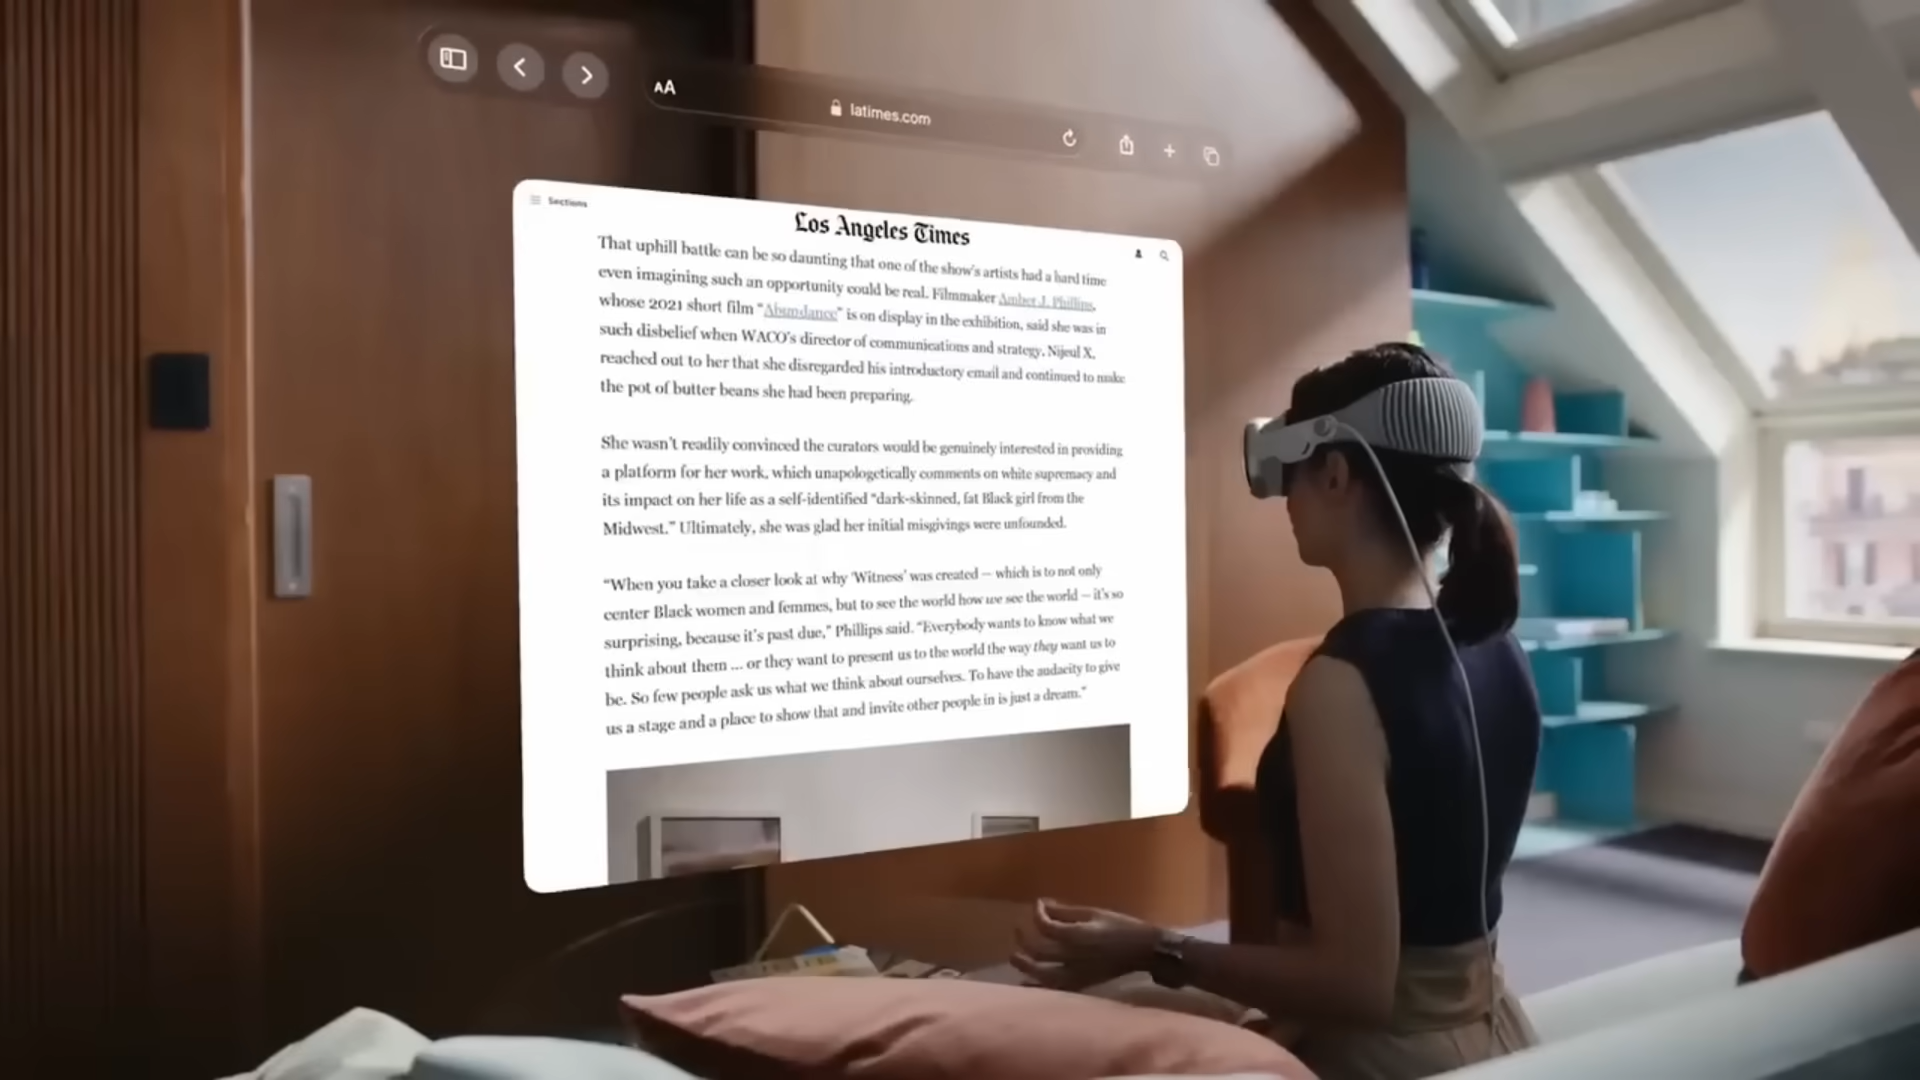 AA
latimes.com
Sections
Los Angeles Times
That uphill battle can be so daunting that one of the show's artists had a hard time
even imagining such an opportunity could be real. Filmmaker Amber J. Phillips,
whose 2021 short film “Abundance” is on display in the exhibition, said she was in
such disbelief when WACO's director of communications and strategy, Nijeul X,
reached out to her that she disregarded his introductory email and continued to make
the pot of butter beans she had been preparing.
She wasn't readily convinced the curators would be genuinely interested in providing
a platform for her work, which unapologetically comments on white supremacy and
its impact on her life as a self-identified “dark-skinned, fat Black girl from the
Midwest.” Ultimately, she was glad her initial misgivings were unfounded.
“When you take a closer look at why 'Witness' was created — which is to not only
center Black women and femmes, but to see the world how we see the world — it's so
surprising, because it's past due,” Phillips said. “Everybody wants to know what we
think about them ... or they want to present us to the world the way they want us to
be. So few people ask us what we think about ourselves. To have the audacity to give
us a stage and a place to show that and invite other people in is just a dream.”